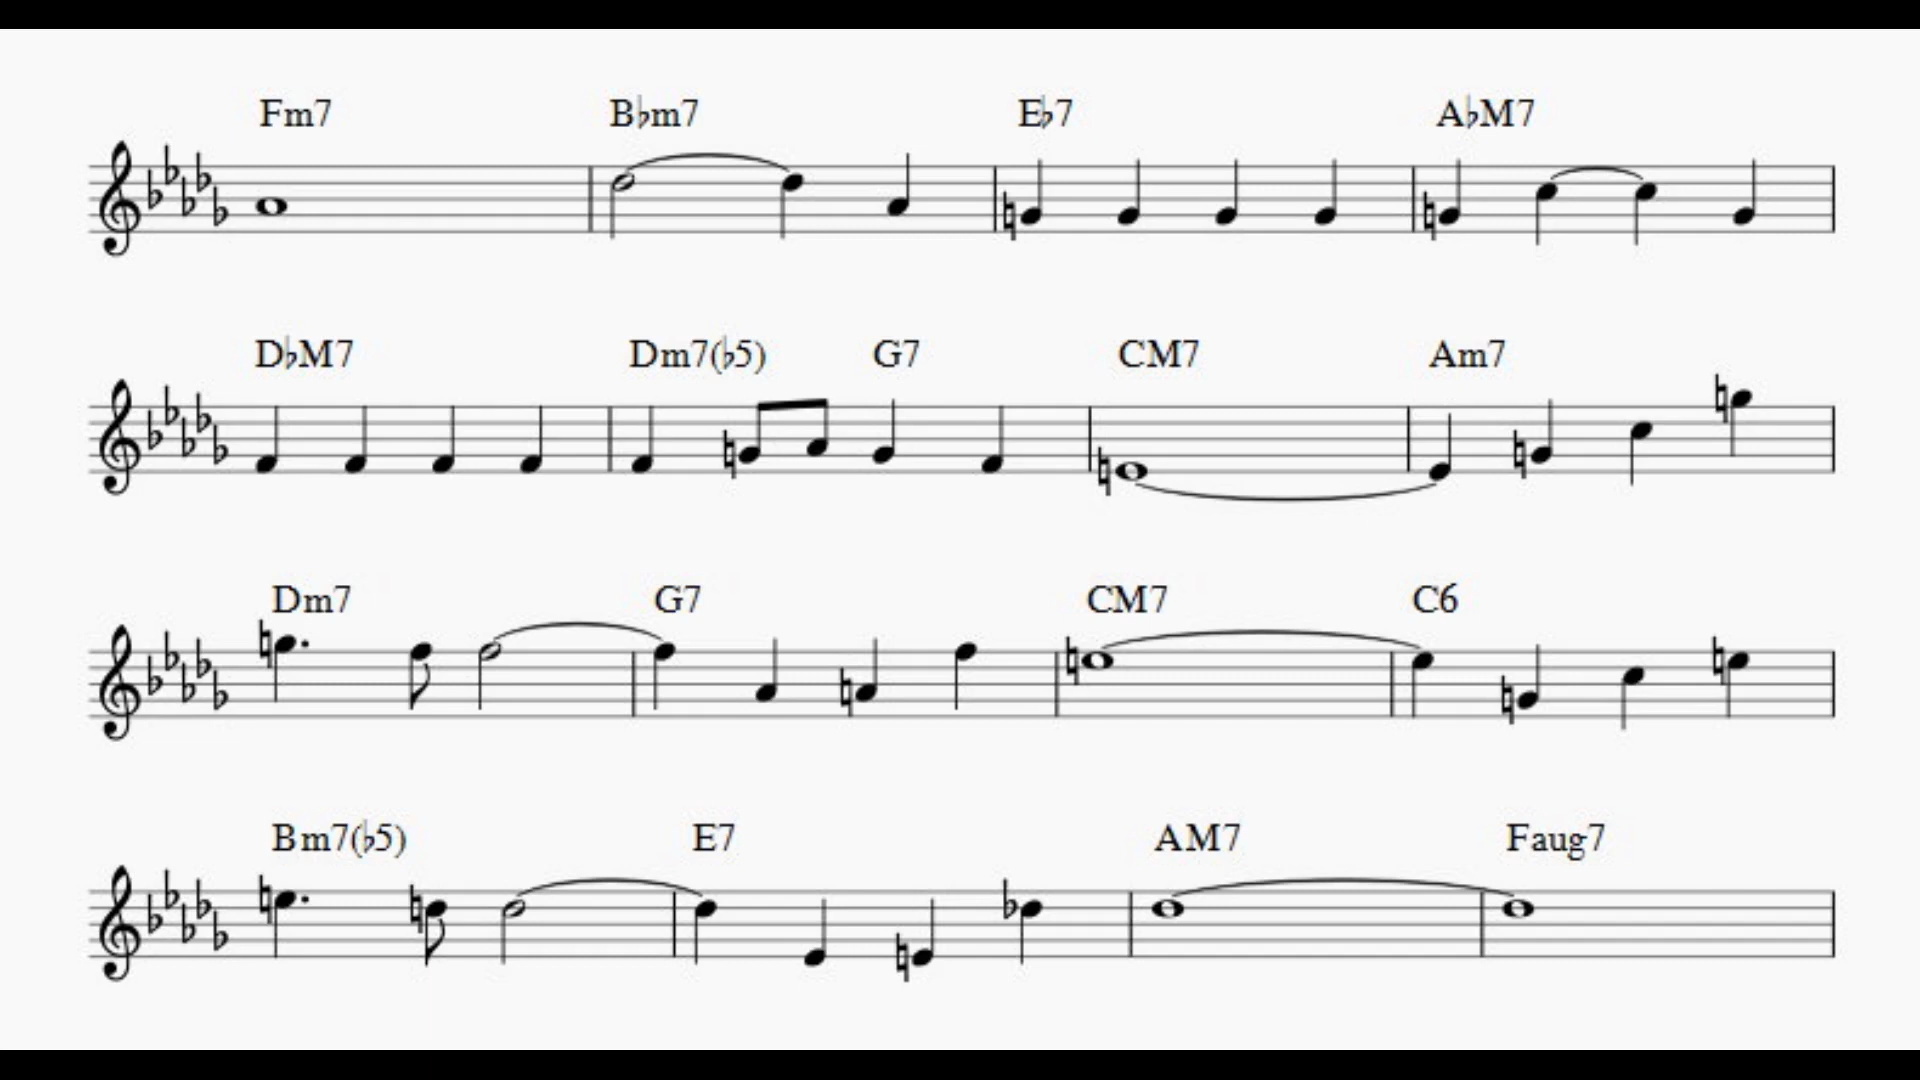 Fm7 B♭m7 E♭7 A♭M7
D♭M7 Dm7(♭5) G7 CM7 Am7
Dm7 G7 CM7 C6
Bm7(♭5) E7 AM7 Faug7